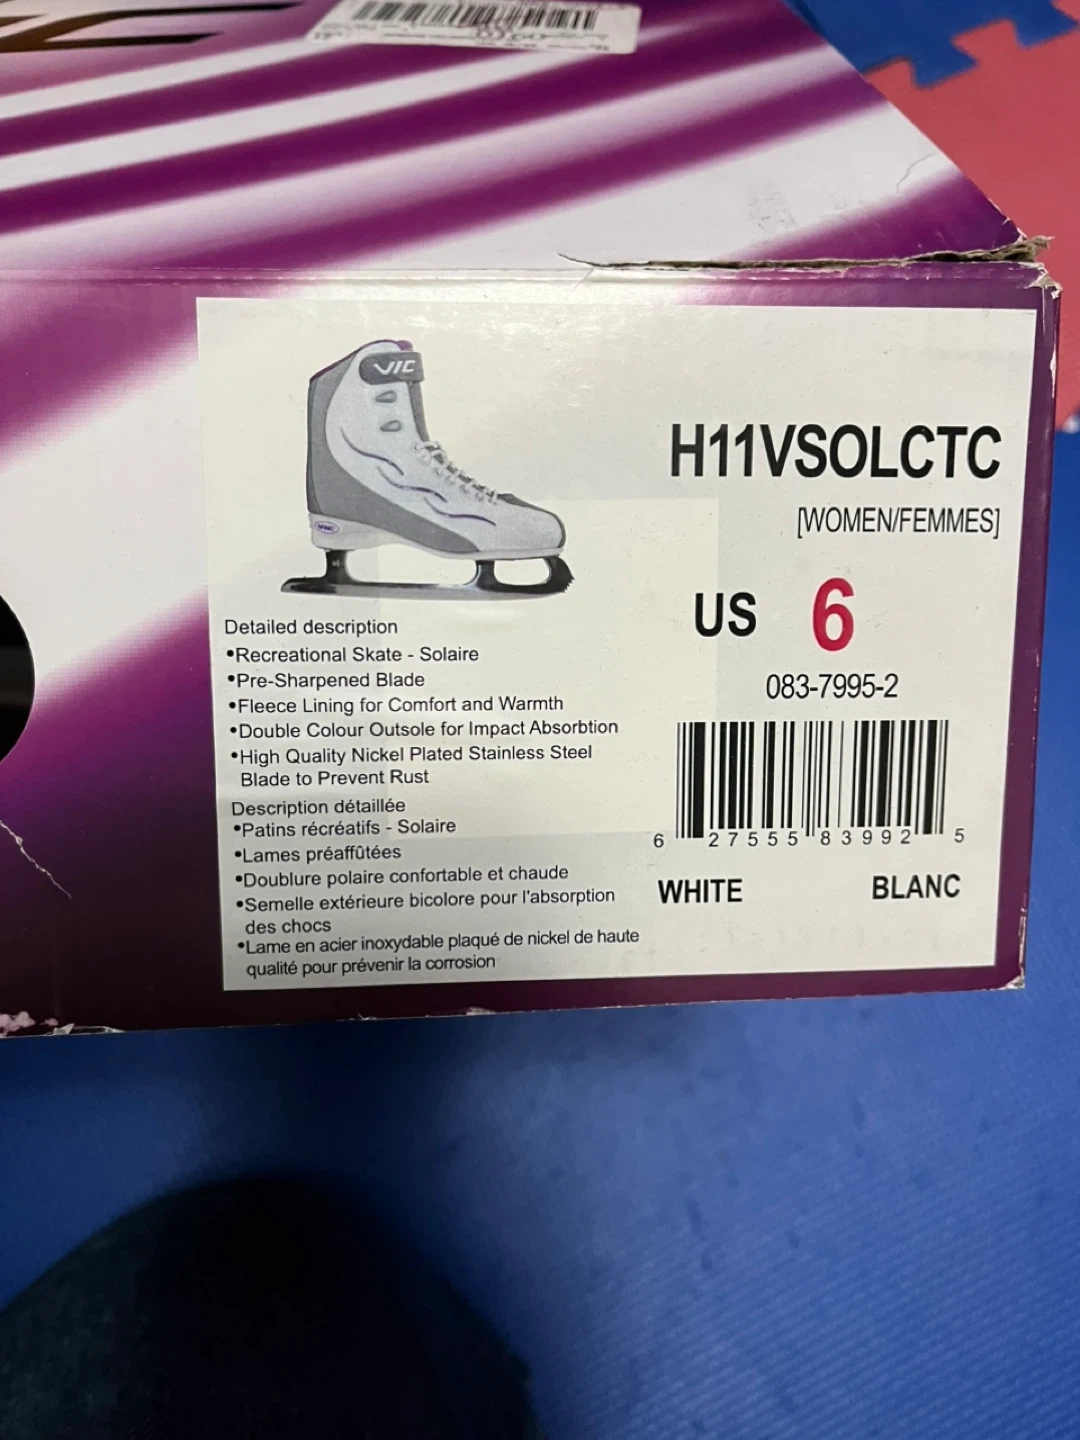 VIC
VIC
H11VSOLCTC
[WOMEN/FEMMES]
US 6
083-7995-2
6 27555 83992 5
WHITE BLANC
Detailed description
•Recreational Skate - Solaire
•Pre-Sharpened Blade
•Fleece Lining for Comfort and Warmth
•Double Colour Outsole for Impact Absorbtion
•High Quality Nickel Plated Stainless Steel
Blade to Prevent Rust
Description détaillée
•Patins récréatifs - Solaire
•Lames préaffûtées
•Doublure polaire confortable et chaude
•Semelle extérieure bicolore pour l'absorption
des chocs
•Lame en acier inoxydable plaqué de nickel de haute
qualité pour prévenir la corrosion